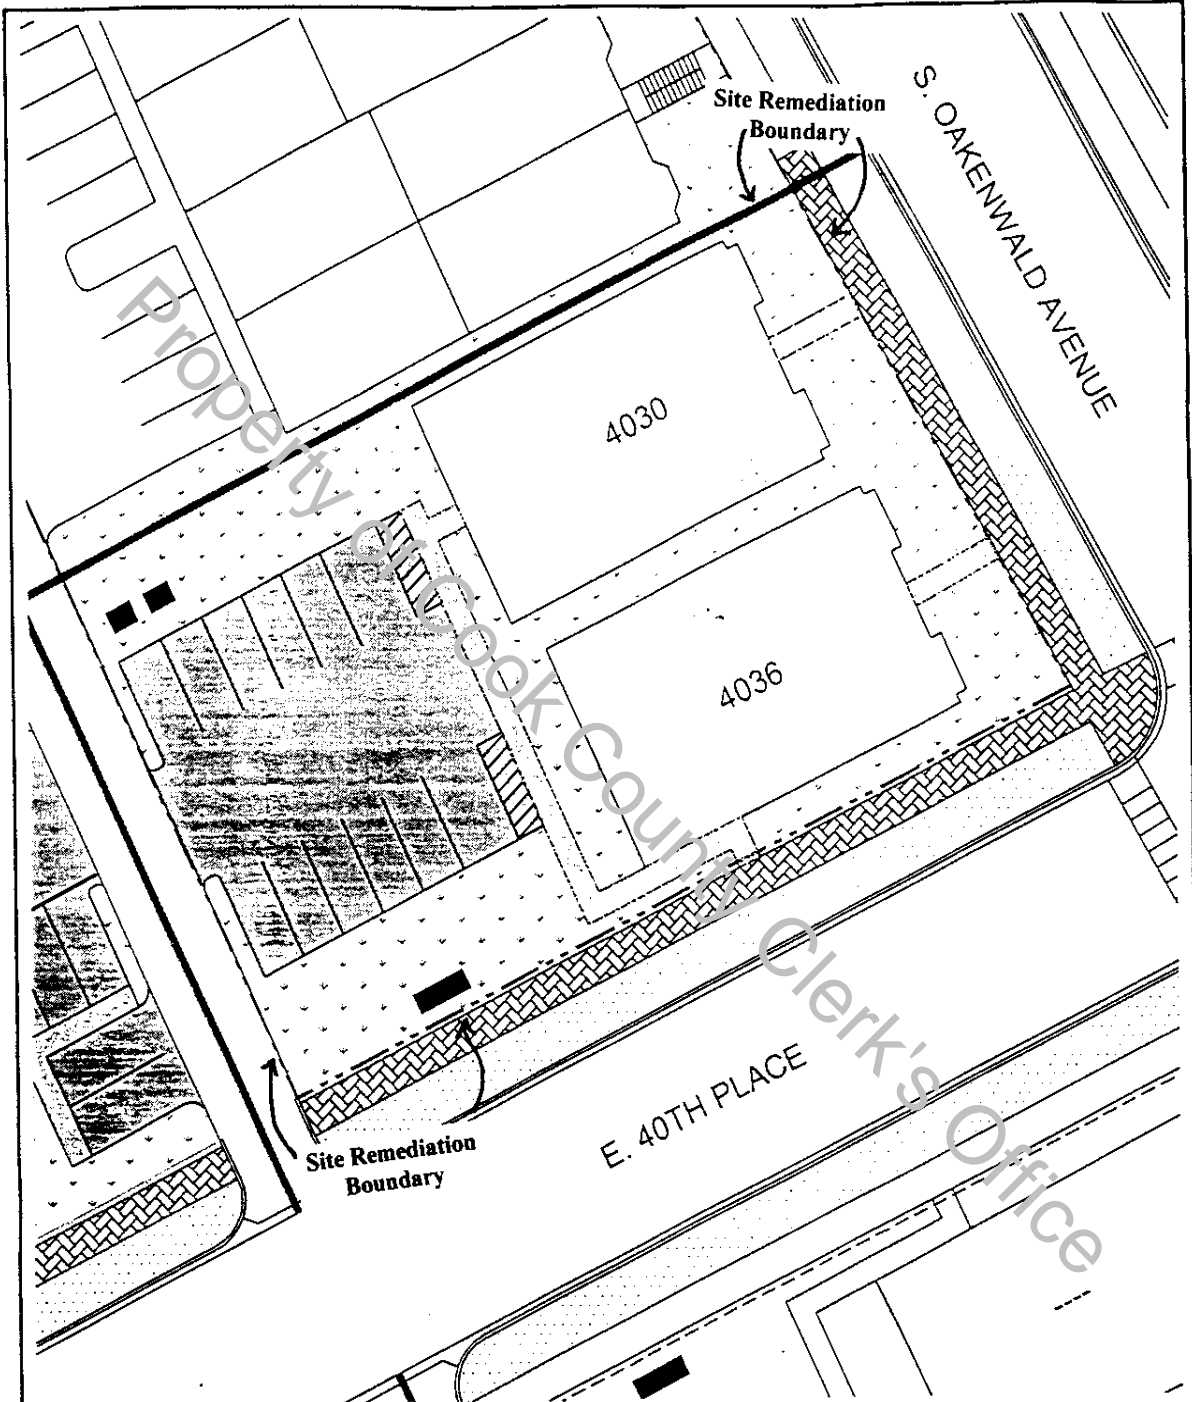 Site Remediation
Boundary
S. OAKENWALD AVENUE
4030
4036
E. 40TH PLACE
Site Remediation
Boundary
Property of Cook County Clerk's Office